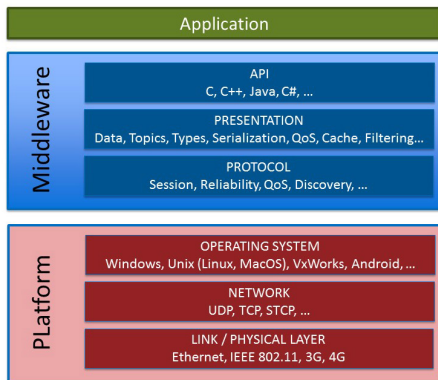 Application
Middleware
API
C, C++, Java, C#, ...
PRESENTATION
Data, Topics, Types, Serialization, QoS, Cache, Filtering...
PROTOCOL
Session, Reliability, QoS, Discovery, ...
PLatform
OPERATING SYSTEM
Windows, Unix (Linux, MacOS), VxWorks, Android, ...
NETWORK
UDP, TCP, STCP, ...
LINK / PHYSICAL LAYER
Ethernet, IEEE 802.11, 3G, 4G